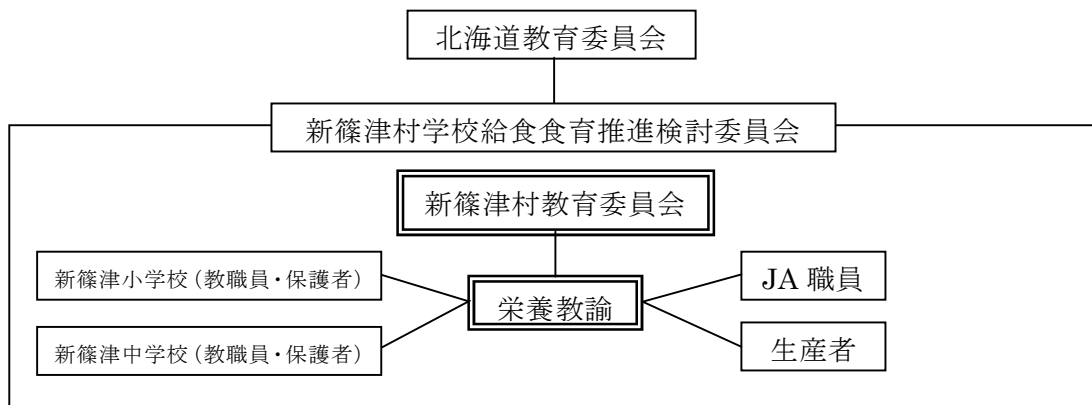 北海道教育委員会
新篠津村学校給食食育推進検討委員会
新篠津村教育委員会
新篠津小学校（教職員・保護者）
JA 職員
栄養教諭
新篠津中学校（教職員・保護者）
生産者